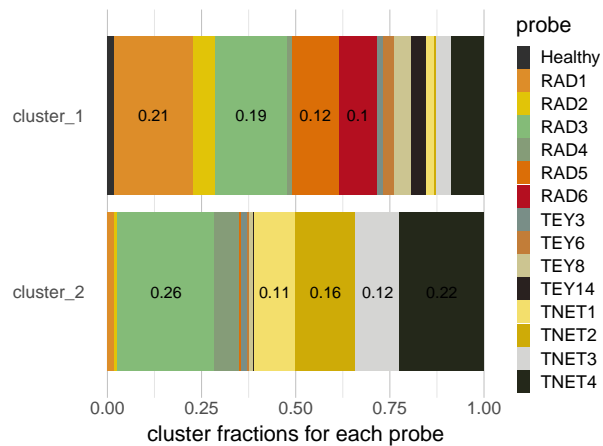 probe
Healthy
RAD1
RAD2
RAD3
RAD4
RAD5
RAD6
TEY3
TEY6
TEY8
TEY14
TNET1
TNET2
TNET3
TNET4
cluster_1
0.21 0.19 0.12 0.1
cluster_2
0.26 0.11 0.16 0.12 0.22
0.00 0.25 0.50 0.75 1.00
cluster fractions for each probe